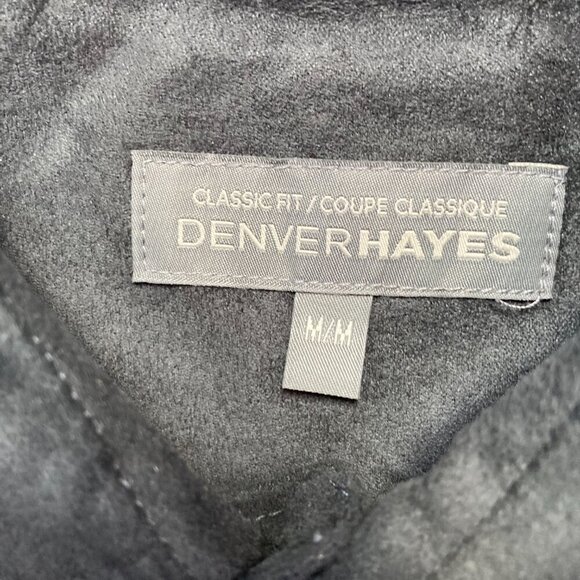 CLASSIC FIT / COUPE CLASSIQUE
DENVERHAYES
M/M